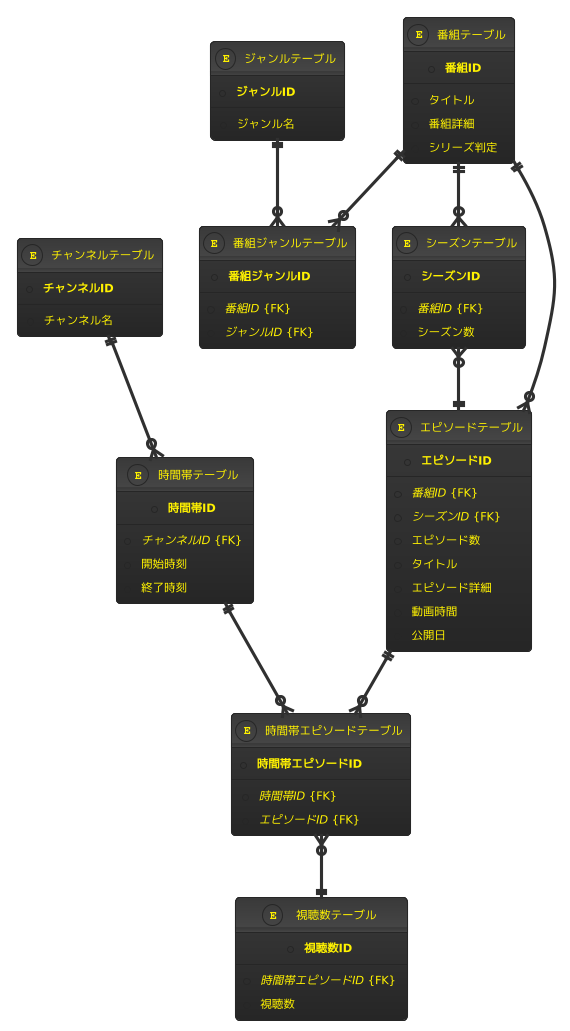 E 番組テーブル
番組ID
タイトル
番組詳細
シリーズ判定
E ジャンルテーブル
ジャンルID
ジャンル名
E チャンネルテーブル
チャンネルID
チャンネル名
E 番組ジャンルテーブル
番組ジャンルID
番組ID {FK}
ジャンルID {FK}
E シーズンテーブル
シーズンID
番組ID {FK}
シーズン数
E エピソードテーブル
エピソードID
番組ID {FK}
シーズンID {FK}
エピソード数
タイトル
エピソード詳細
動画時間
公開日
E 時間帯テーブル
時間帯ID
チャンネルID {FK}
開始時刻
終了時刻
E 時間帯エピソードテーブル
時間帯エピソードID
時間帯ID {FK}
エピソードID {FK}
E 視聴数テーブル
視聴数ID
時間帯エピソードID {FK}
視聴数